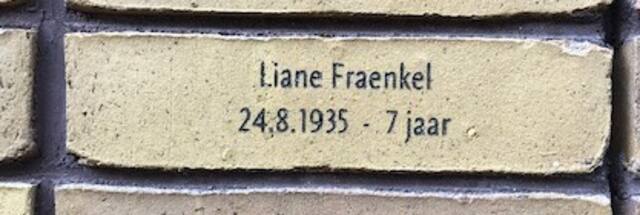 Liane Fraenkel
24.8.1935 - 7 jaar